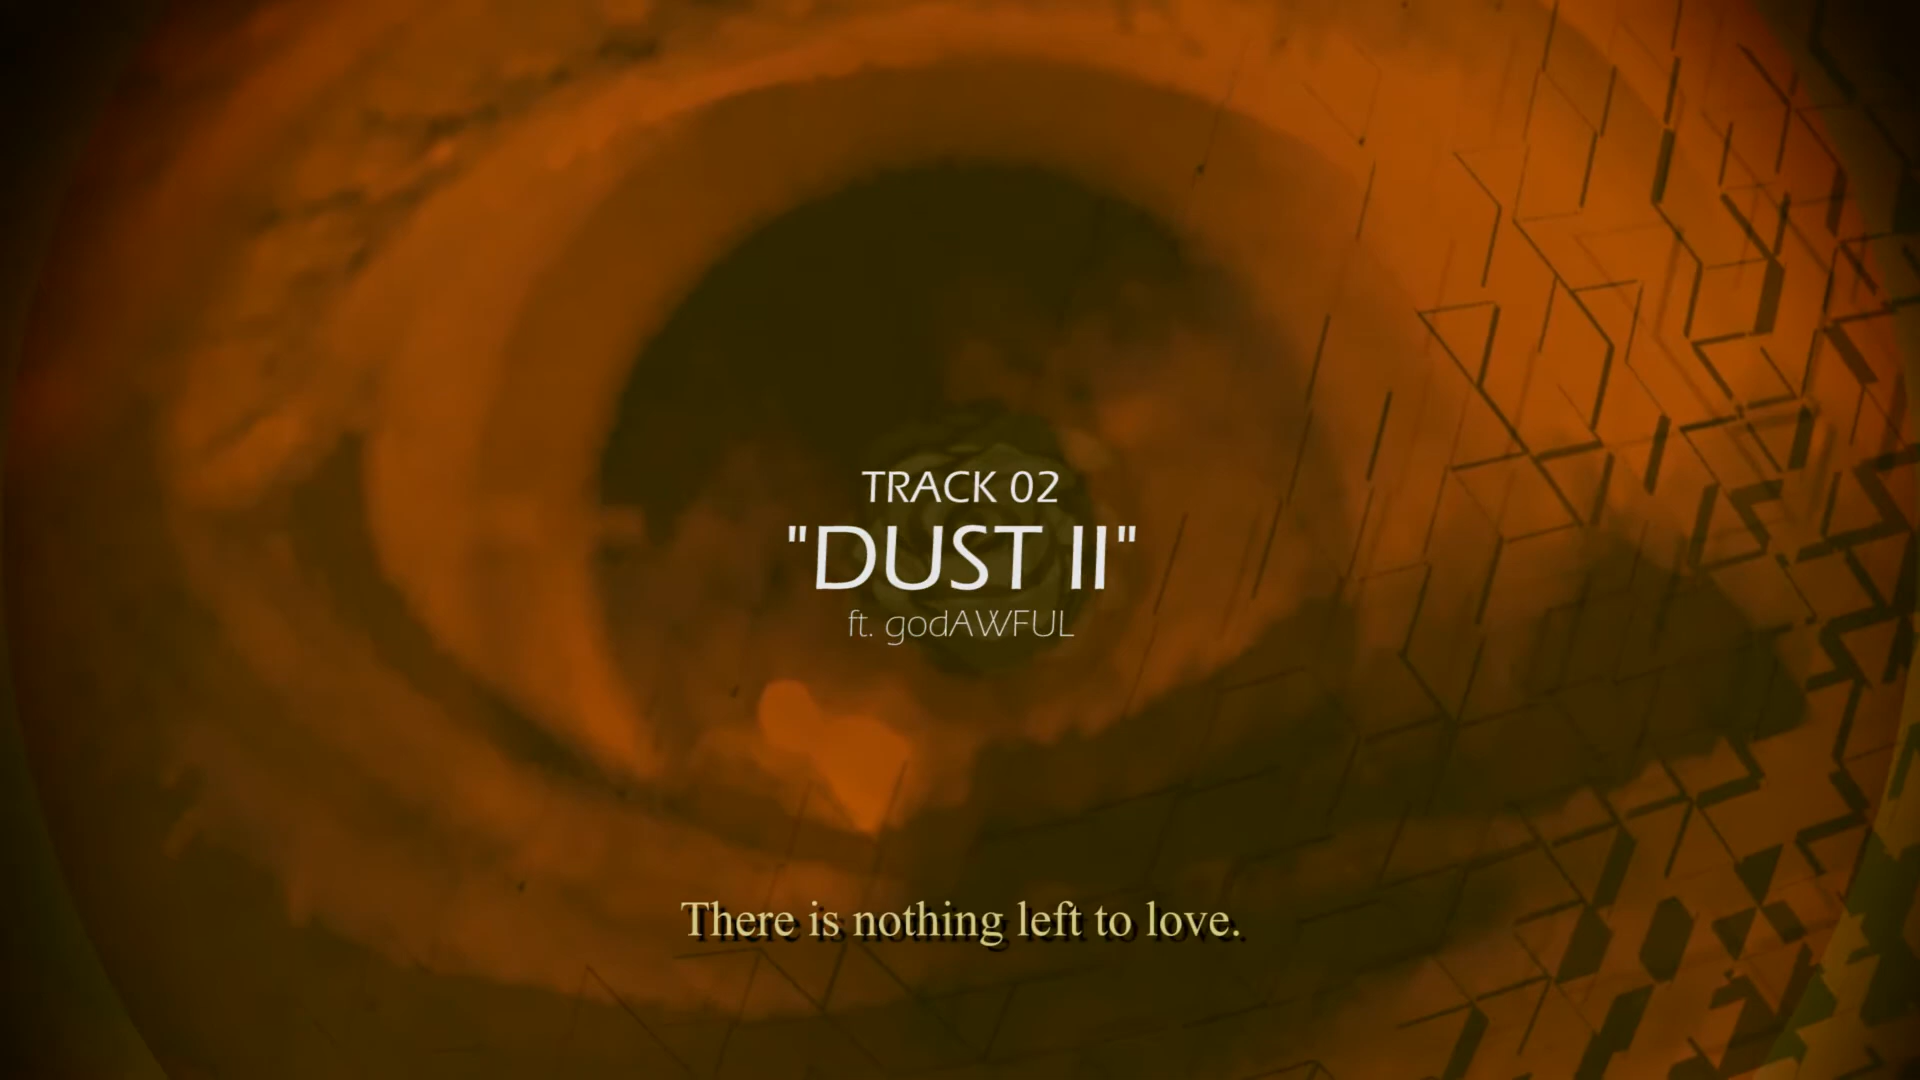 TRACK 02
"DUST II"
ft. godAWFUL
There is nothing left to love.